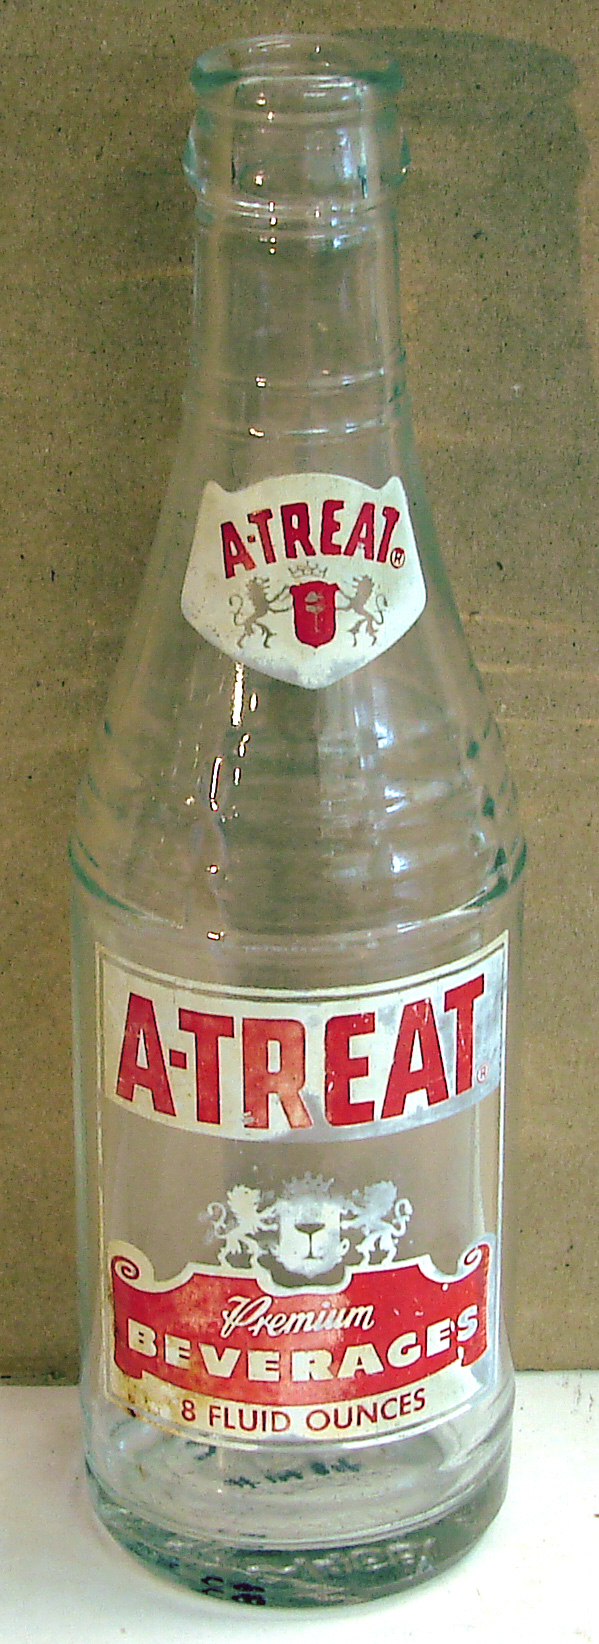 A-TREAT®
A-TREAT®
Premium
BEVERAGES
8 FLUID OUNCES